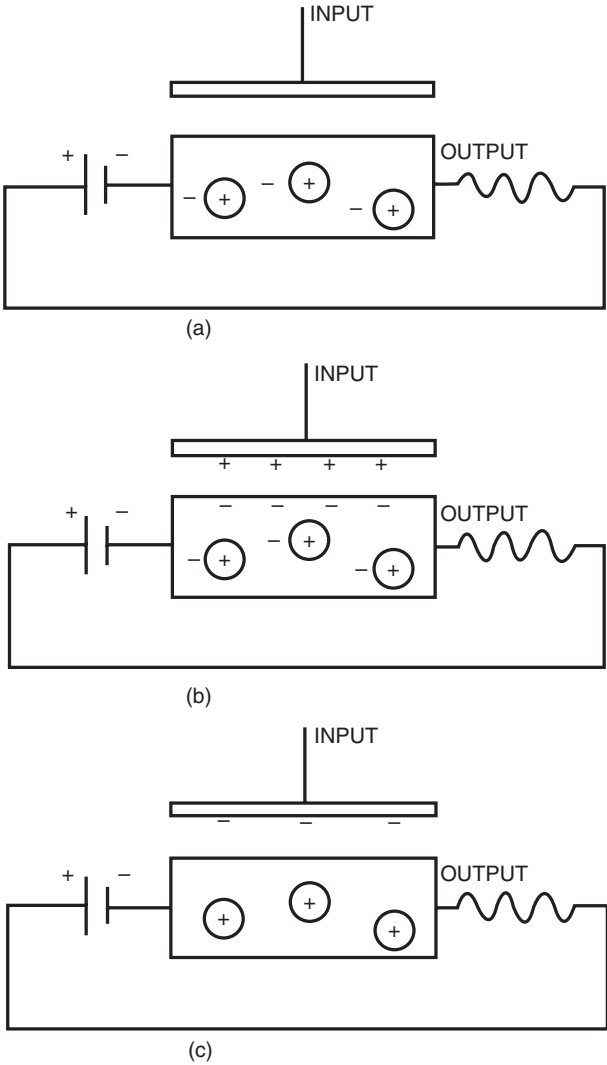 INPUT
+ –
OUTPUT
– + – + – +
(a)
INPUT
+ + + +
+ –
– – – –
OUTPUT
– + – + – +
(b)
INPUT
– – –
+ –
OUTPUT
+ + +
(c)